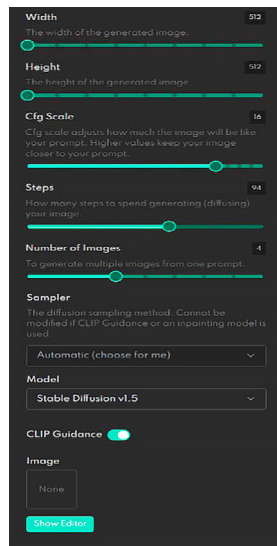 Width
512
The width of the generated image.
Height
512
The height of the generated image.
Cfg Scale
16
Cfg scale adjusts how much the image will be like
your prompt. Higher values keep your image
closer to your prompt.
Steps
94
How many steps to spend generating (diffusing)
your image.
Number of Images
4
To generate multiple images from one prompt.
Sampler
The diffusion sampling method. Cannot be
modified if CLIP Guidance or an inpainting model is
used.
Automatic (choose for me)
Model
Stable Diffusion v1.5
CLIP Guidance
Image
None
Show Editor